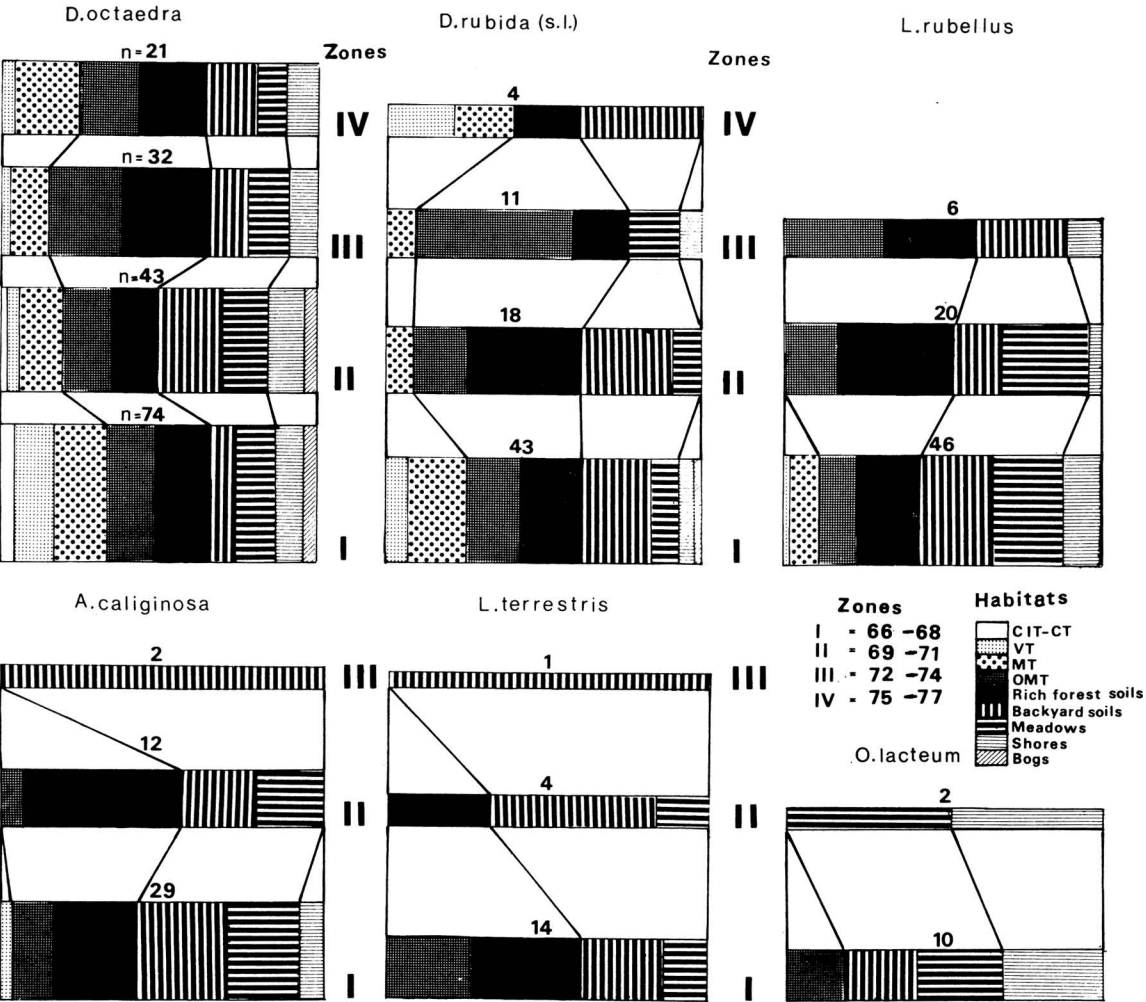 D.octaedra
D.rubida (s.l.)
L.rubellus
n=21
Zones
Zones
4
IV
IV
n=32
11
6
III
III
n=43
18
20
II
II
n=74
43
46
I
I
A.caliginosa
L.terrestris
Zones
I = 66 -68
II = 69 -71
III = 72 -74
IV = 75 -77
Habitats
CIT-CT
VT
MT
OMT
Rich forest soils
Backyard soils
Meadows
Shores
Bogs
2
III
1
III
12
4
O.lacteum
2
II
II
29
14
10
I
I